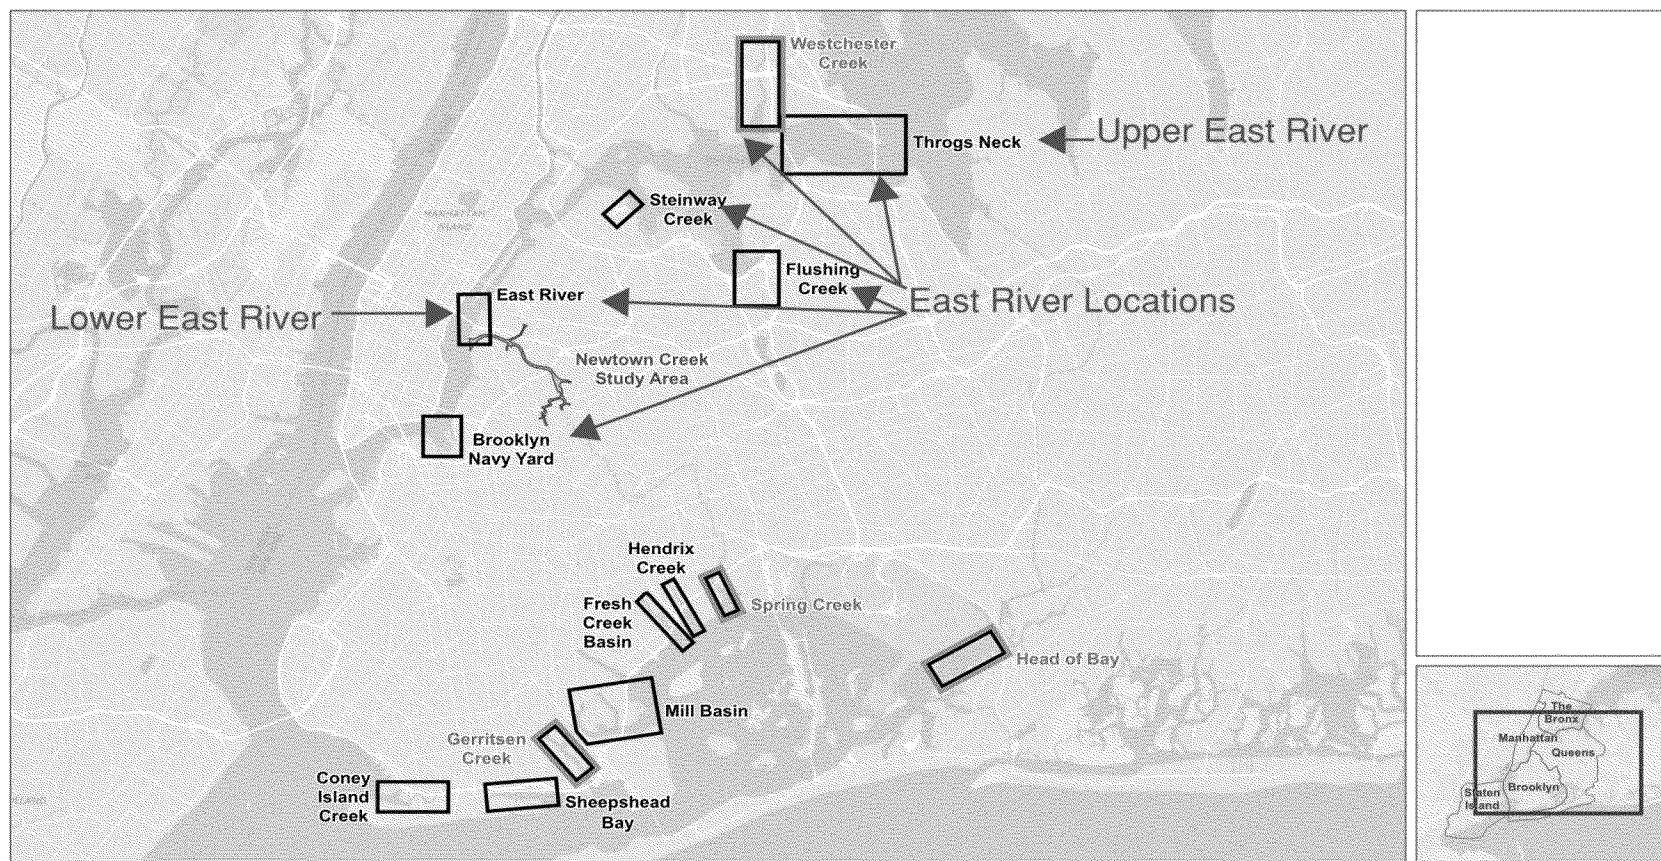 Westchester
Creek
Throgs Neck
Upper East River
MANHATTAN
ISLAND
Steinway
Creek
Flushing
Creek
East River
East River Locations
Lower East River
Newtown Creek
Study Area
Brooklyn
Navy Yard
Hendrix
Creek
Fresh
Creek
Basin
Spring Creek
Head of Bay
Mill Basin
Gerritsen
Creek
Coney
Island
Creek
Sheepshead
Bay
The
Bronx
Manhattan
Queens
Brooklyn
Staten
Island